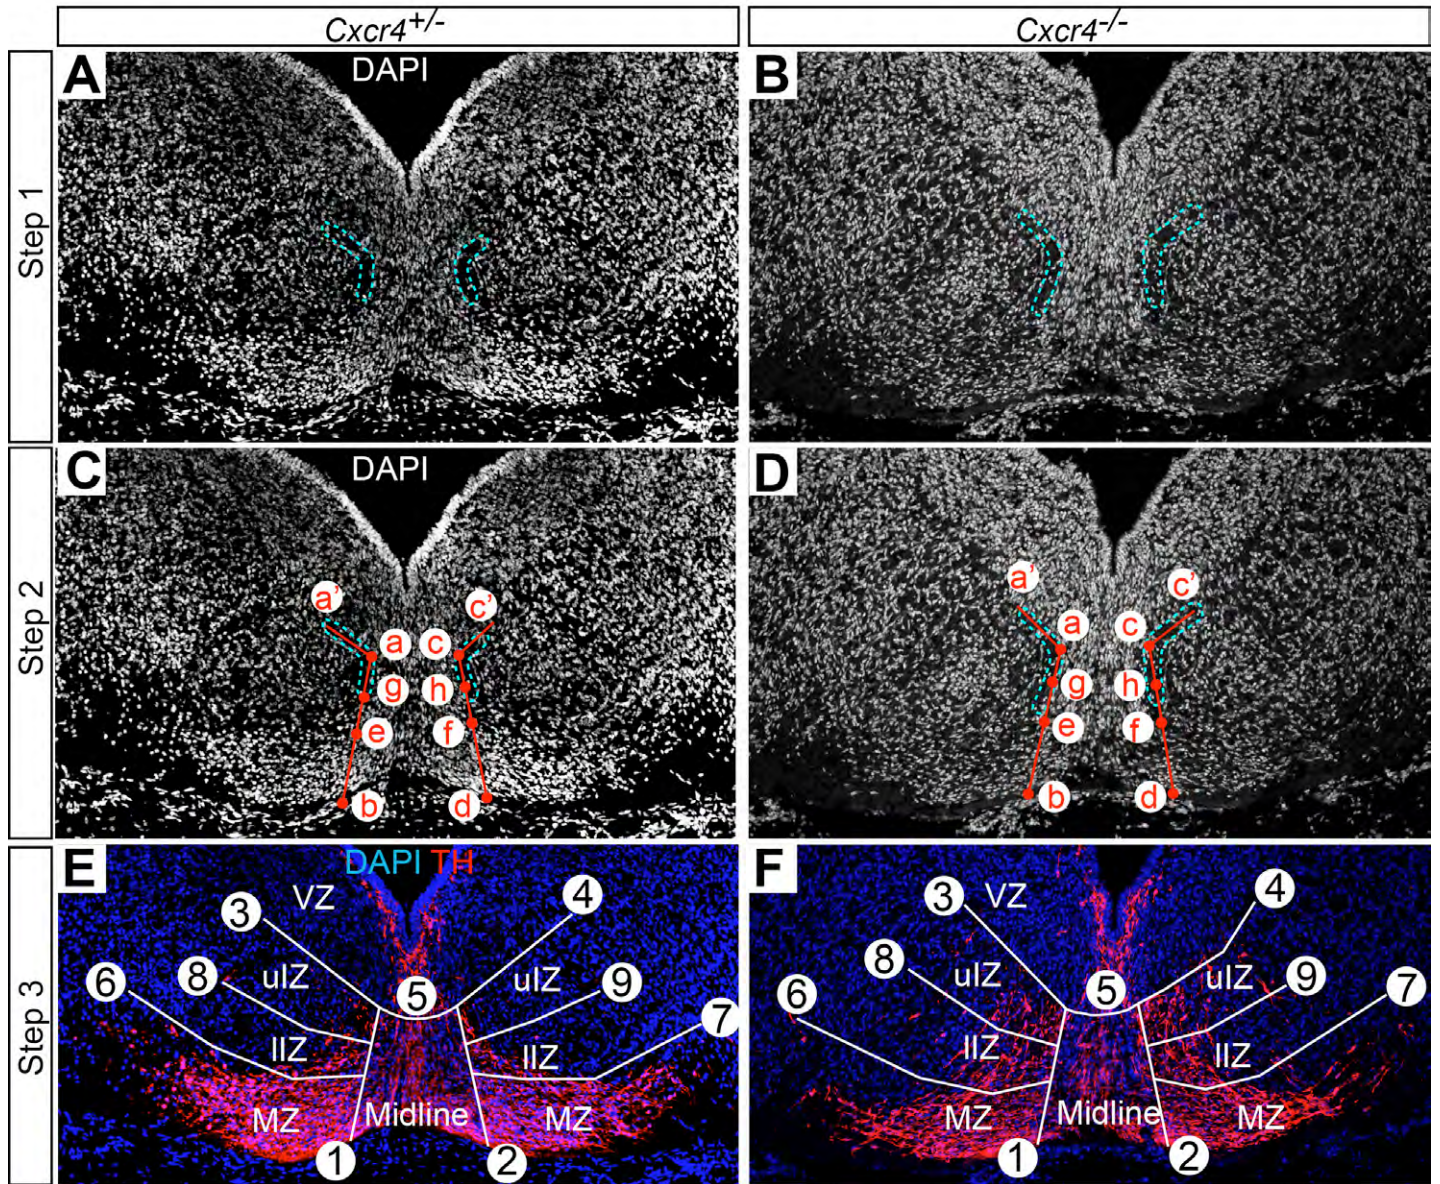 Cxcr4+/-
Cxcr4-/-
Step 1
A
DAPI
B
Step 2
C
DAPI
a’
c’
a
c
g
h
e
f
b
d
D
a’
c’
a
c
g
h
e
f
b
d
Step 3
E
DAPI TH
VZ
3
4
8
uIZ
uIZ
9
6
5
7
lIZ
lIZ
MZ
Midline
MZ
1
2
F
3
4
8
uIZ
uIZ
9
6
5
7
lIZ
lIZ
MZ
Midline
MZ
1
2